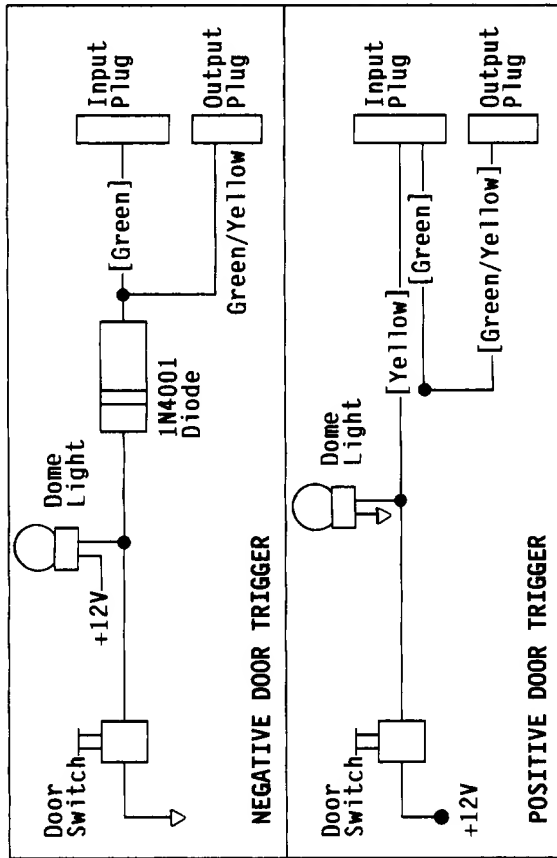 Door
Switch
+12V
Dome
Light
1N4001
Diode
[Green]
Green/Yellow
Input
Plug
Output
Plug
NEGATIVE DOOR TRIGGER
Door
Switch
+12V
Dome
Light
[Yellow]
[Green]
[Green/Yellow]
Input
Plug
Output
Plug
POSITIVE DOOR TRIGGER